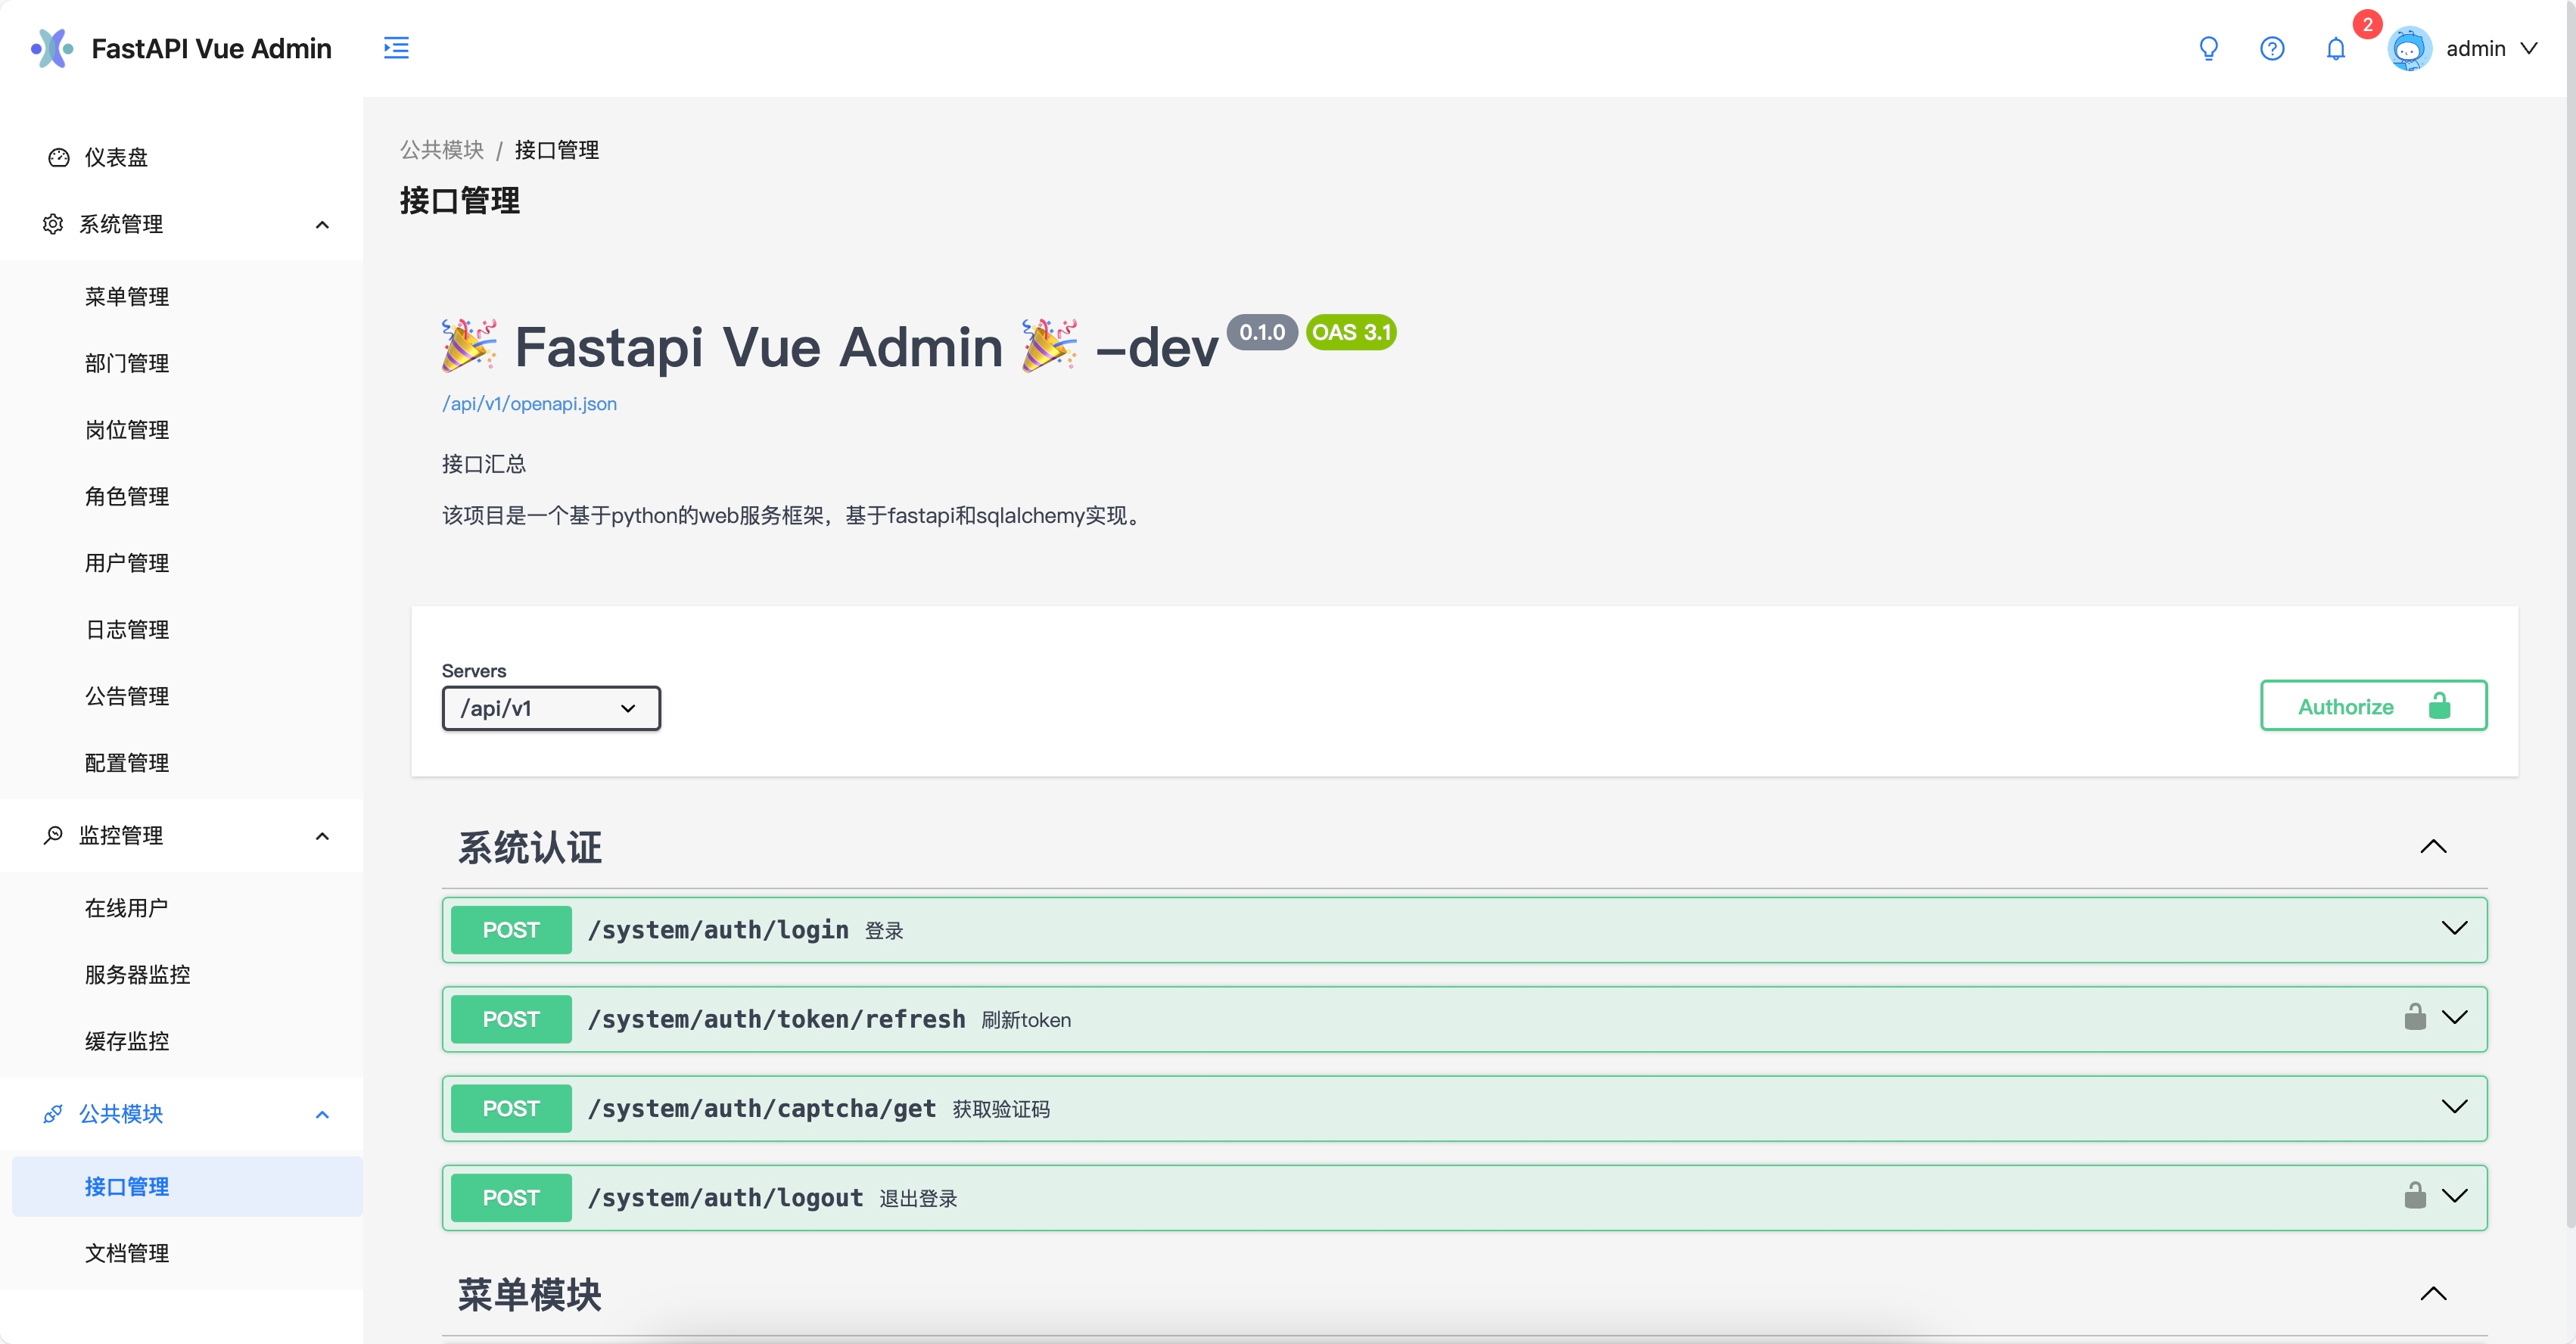 FastAPI Vue Admin
2
admin
仪表盘
系统管理
菜单管理
部门管理
岗位管理
角色管理
用户管理
日志管理
公告管理
配置管理
监控管理
在线用户
服务器监控
缓存监控
公共模块
接口管理
文档管理
公共模块 / 接口管理
接口管理
🎉 Fastapi Vue Admin 🎉 -dev 0.1.0 OAS 3.1
/api/v1/openapi.json
接口汇总
该项目是一个基于python的web服务框架，基于fastapi和sqlalchemy实现。
Servers
/api/v1
Authorize
系统认证
POST /system/auth/login 登录
POST /system/auth/token/refresh 刷新token
POST /system/auth/captcha/get 获取验证码
POST /system/auth/logout 退出登录
菜单模块